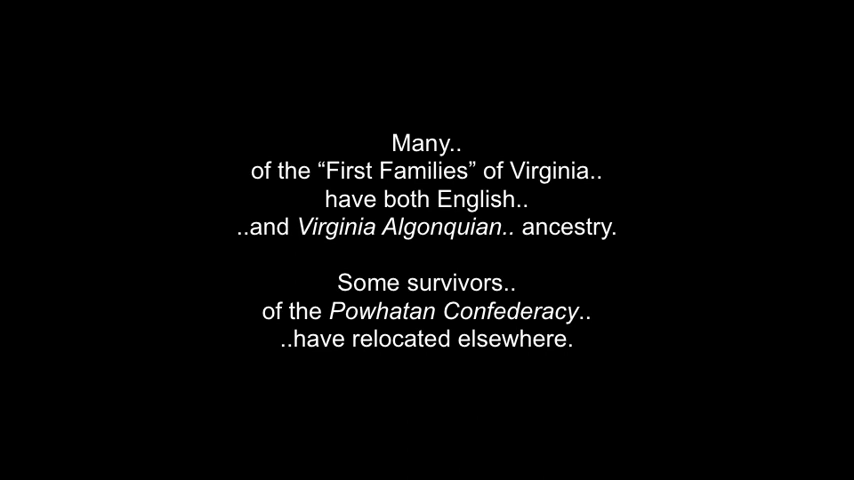 Many..
of the “First Families” of Virginia..
have both English..
..and Virginia Algonquian.. ancestry.
Some survivors..
of the Powhatan Confederacy..
..have relocated elsewhere.